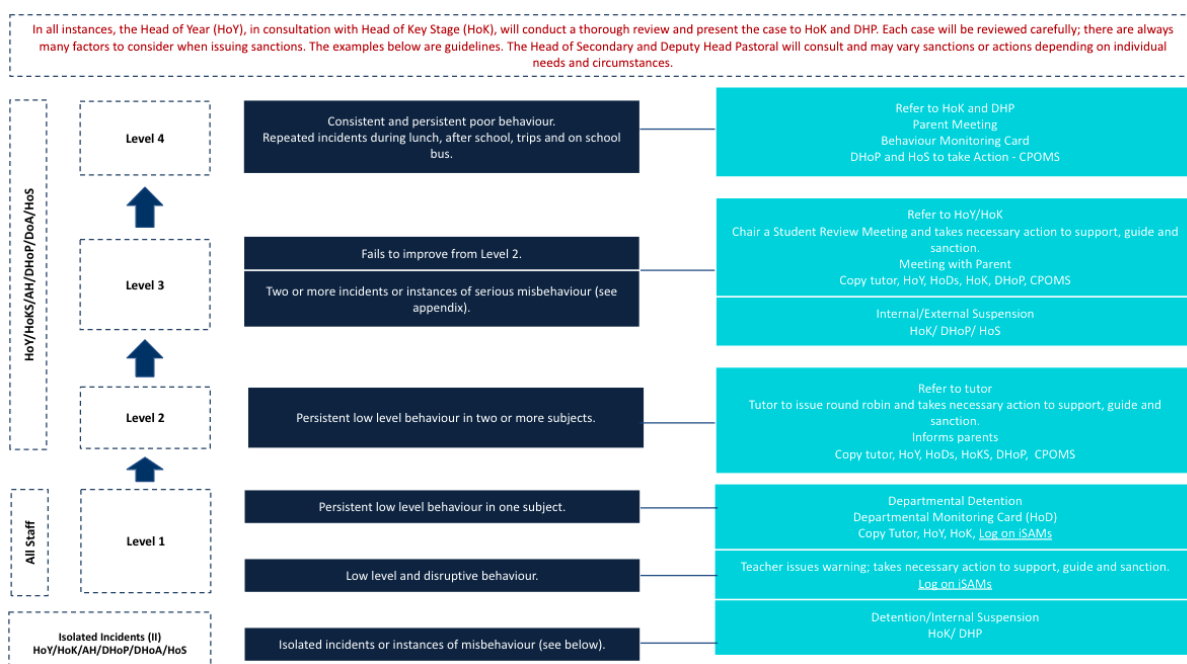 In all instances, the Head of Year (HoY), in consultation with Head of Key Stage (HoK), will conduct a thorough review and present the case to HoK and DHP. Each case will be reviewed carefully; there are always
many factors to consider when issuing sanctions. The examples below are guidelines. The Head of Secondary and Deputy Head Pastoral will consult and may vary sanctions or actions depending on individual
needs and circumstances.
HoY/HoKS/AH/DHoP/DoA/HoS
Level 4
Consistent and persistent poor behaviour.
Repeated incidents during lunch, after school, trips and on school
bus.
Refer to HoK and DHP
Parent Meeting
Behaviour Monitoring Card
DHoP and HoS to take Action - CPOMS
Level 3
Fails to improve from Level 2.
Two or more incidents or instances of serious misbehaviour (see
appendix).
Refer to HoY/HoK
Chair a Student Review Meeting and takes necessary action to support, guide and
sanction.
Meeting with Parent
Copy tutor, HoY, HoDs, HoK, DHoP, CPOMS
Internal/External Suspension
HoK/ DHoP/ HoS
Level 2
Persistent low level behaviour in two or more subjects.
Refer to tutor
Tutor to issue round robin and takes necessary action to support, guide and
sanction.
Informs parents
Copy tutor, HoY, HoDs, HoKS, DHoP, CPOMS
All Staff
Level 1
Persistent low level behaviour in one subject.
Departmental Detention
Departmental Monitoring Card (HoD)
Copy Tutor, HoY, HoK, Log on iSAMs
Low level and disruptive behaviour.
Teacher issues warning; takes necessary action to support, guide and sanction.
Log on iSAMs
Isolated Incidents (II)
HoY/HoK/AH/DHoP/DHoA/HoS
Isolated incidents or instances of misbehaviour (see below).
Detention/Internal Suspension
HoK/ DHP